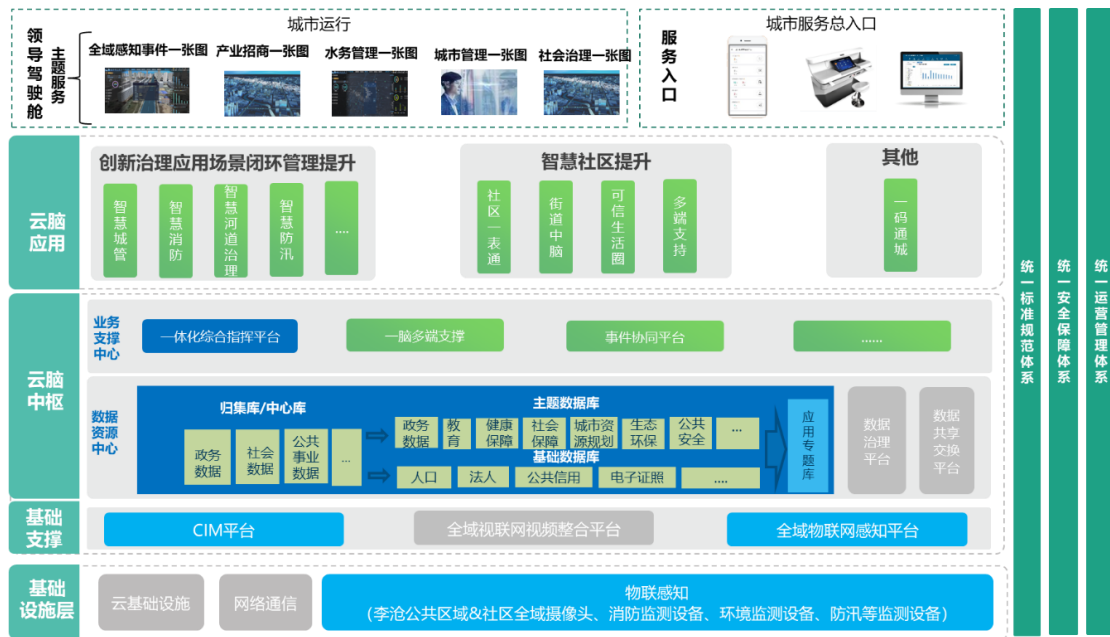 领导驾驶舱
主题服务
城市运行
全域感知事件一张图
产业招商一张图
水务管理一张图
城市管理一张图
社会治理一张图
服务入口
城市服务总入口
云脑
应用
创新治理应用场景闭环管理提升
智慧城管
智慧消防
智慧河道治理
智慧防汛
....
智慧社区提升
社区一表通
街道中脑
可信生活圈
多端支持
其他
一码通城
云脑
中枢
业务
支撑
中心
一体化综合指挥平台
一脑多端支撑
事件协同平台
......
数据
资源
中心
归集库/中心库
政务
数据
社会
数据
公共
事业
数据
...
主题数据库
政务
数据
教
育
健康
保障
社会
保障
城市资
源规划
生态
环保
公共
安全
...
基础数据库
人口
法人
公共信用
电子证照
....
应用专题库
数据
治理
平台
数据
共享
交换
平台
基础
支撑
CIM平台
全域视联网视频整合平台
全域物联网感知平台
基础
设施层
云基础设施
网络通信
物联感知
（李沧公共区域&社区全域摄像头、消防监测设备、环境监测设备、防汛等监测设备）
统一标准规范体系
统一安全保障体系
统一运营管理体系